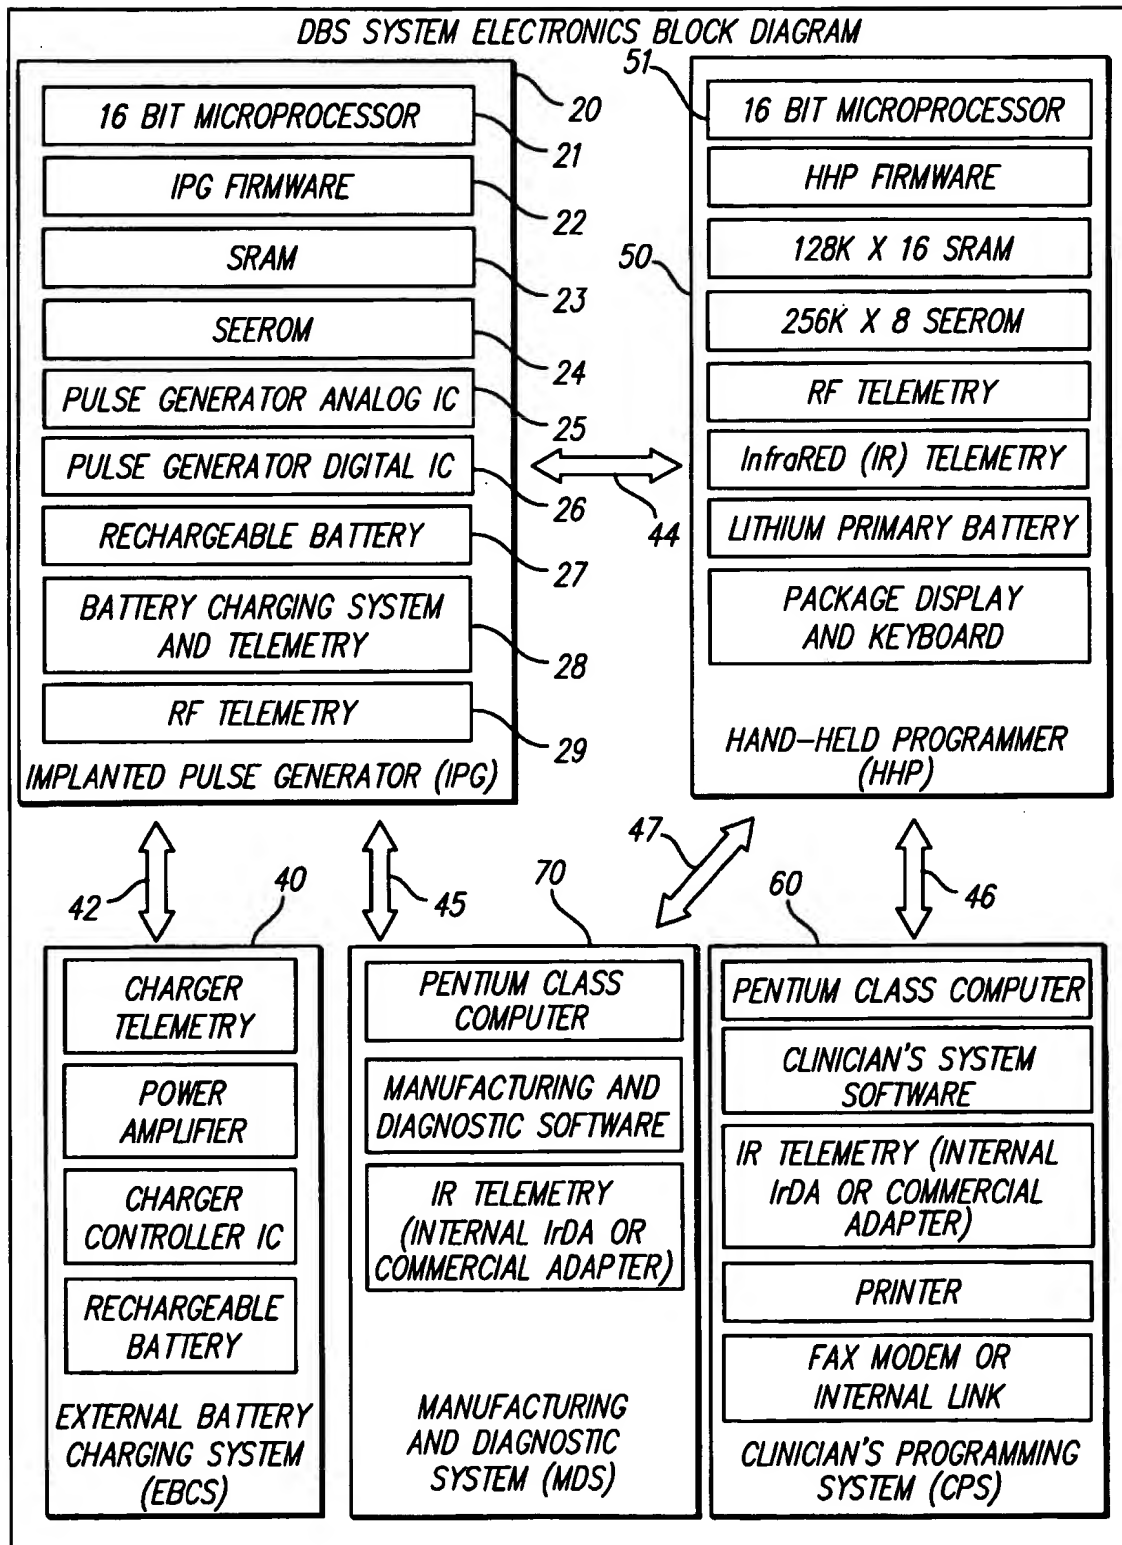 DBS SYSTEM ELECTRONICS BLOCK DIAGRAM
20
16 BIT MICROPROCESSOR
21
IPG FIRMWARE
22
SRAM
23
SEEROM
24
PULSE GENERATOR ANALOG IC
25
PULSE GENERATOR DIGITAL IC
26
RECHARGEABLE BATTERY
27
BATTERY CHARGING SYSTEM
AND TELEMETRY
28
RF TELEMETRY
29
IMPLANTED PULSE GENERATOR (IPG)
44
51
16 BIT MICROPROCESSOR
HHP FIRMWARE
50
128K X 16 SRAM
256K X 8 SEEROM
RF TELEMETRY
InfraRED (IR) TELEMETRY
LITHIUM PRIMARY BATTERY
PACKAGE DISPLAY
AND KEYBOARD
HAND-HELD PROGRAMMER
(HHP)
42
45
47
46
40
CHARGER
TELEMETRY
POWER
AMPLIFIER
CHARGER
CONTROLLER IC
RECHARGEABLE
BATTERY
EXTERNAL BATTERY
CHARGING SYSTEM
(EBCS)
70
PENTIUM CLASS
COMPUTER
MANUFACTURING AND
DIAGNOSTIC SOFTWARE
IR TELEMETRY
(INTERNAL IrDA OR
COMMERCIAL ADAPTER)
MANUFACTURING
AND DIAGNOSTIC
SYSTEM (MDS)
60
PENTIUM CLASS COMPUTER
CLINICIAN'S SYSTEM
SOFTWARE
IR TELEMETRY (INTERNAL
IrDA OR COMMERCIAL
ADAPTER)
PRINTER
FAX MODEM OR
INTERNAL LINK
CLINICIAN'S PROGRAMMING
SYSTEM (CPS)